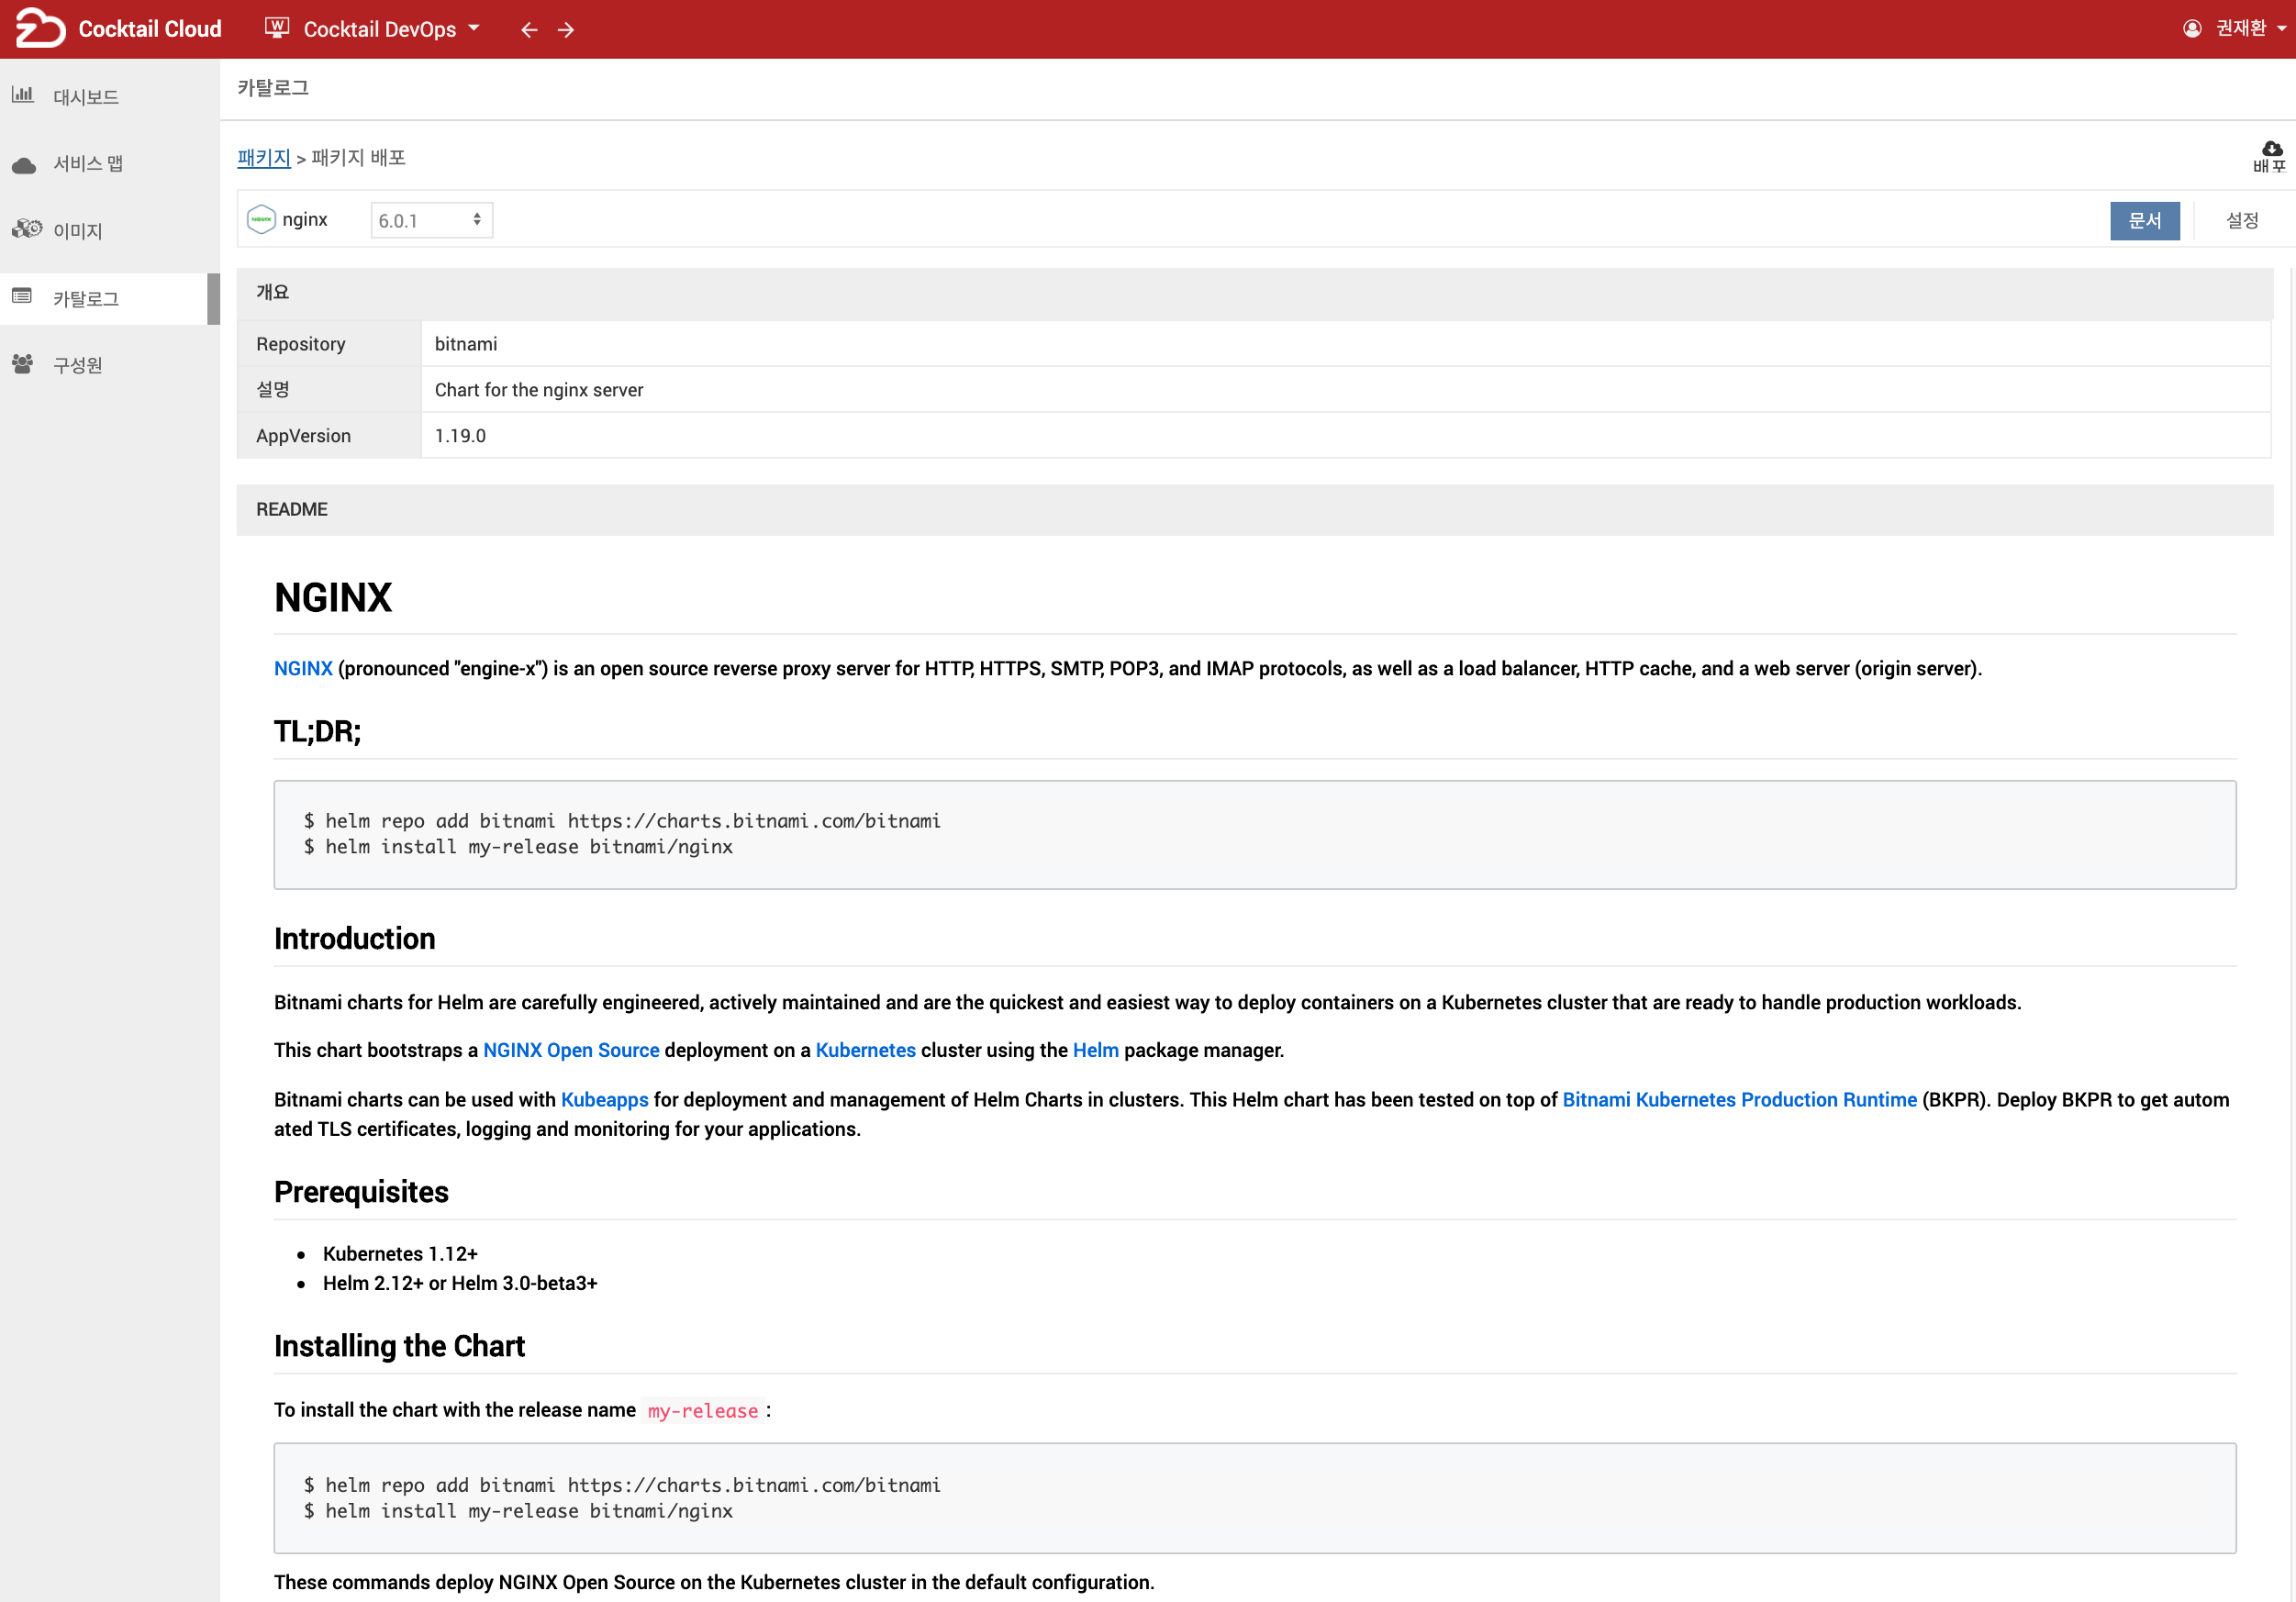 Cocktail Cloud
W Cocktail DevOps
권재환
대시보드
서비스 맵
이미지
카탈로그
구성원
카탈로그
패키지 > 패키지 배포
배포
NGINX nginx
6.0.1
문서
설정
개요
Repository bitnami
설명 Chart for the nginx server
AppVersion 1.19.0
README
NGINX
NGINX (pronounced "engine-x") is an open source reverse proxy server for HTTP, HTTPS, SMTP, POP3, and IMAP protocols, as well as a load balancer, HTTP cache, and a web server (origin server).
TL;DR;
$ helm repo add bitnami https://charts.bitnami.com/bitnami
$ helm install my-release bitnami/nginx
Introduction
Bitnami charts for Helm are carefully engineered, actively maintained and are the quickest and easiest way to deploy containers on a Kubernetes cluster that are ready to handle production workloads.
This chart bootstraps a NGINX Open Source deployment on a Kubernetes cluster using the Helm package manager.
Bitnami charts can be used with Kubeapps for deployment and management of Helm Charts in clusters. This Helm chart has been tested on top of Bitnami Kubernetes Production Runtime (BKPR). Deploy BKPR to get autom
ated TLS certificates, logging and monitoring for your applications.
Prerequisites
• Kubernetes 1.12+
• Helm 2.12+ or Helm 3.0-beta3+
Installing the Chart
To install the chart with the release name my-release :
$ helm repo add bitnami https://charts.bitnami.com/bitnami
$ helm install my-release bitnami/nginx
These commands deploy NGINX Open Source on the Kubernetes cluster in the default configuration.